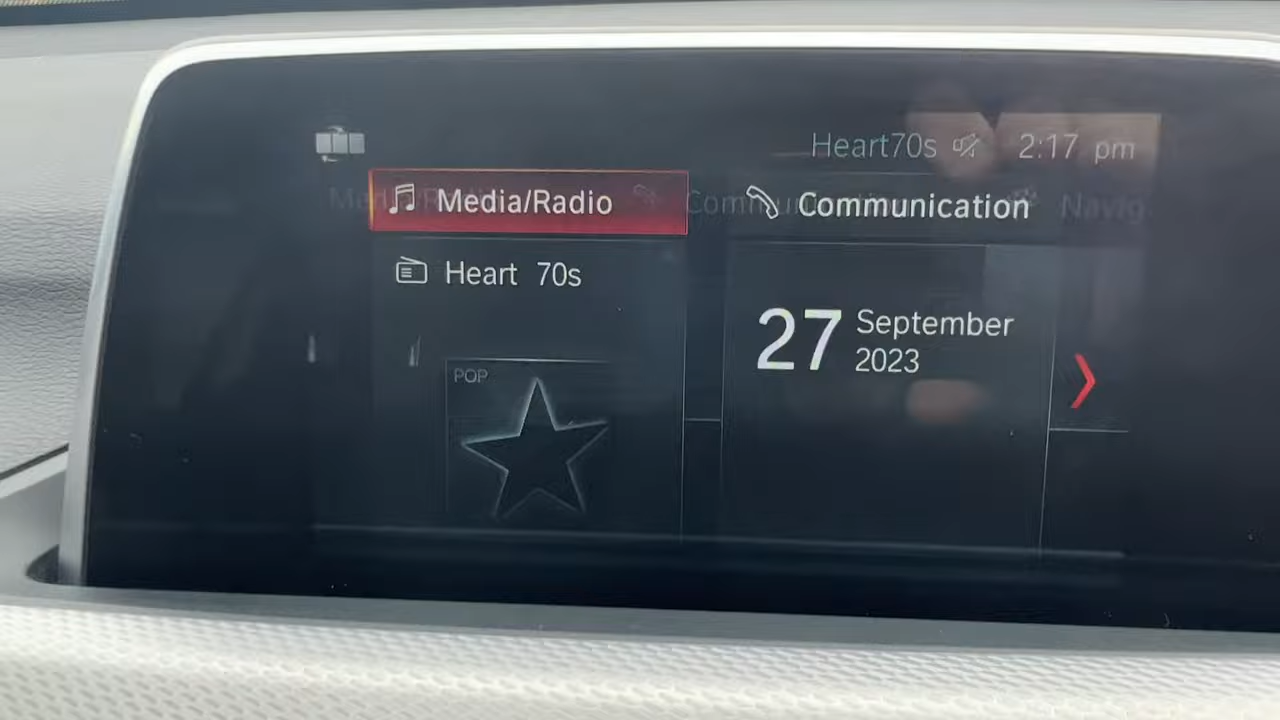 Heart70s 2:17 pm
Media/Radio
Communication
Navig
Heart 70s
27 September
2023
POP